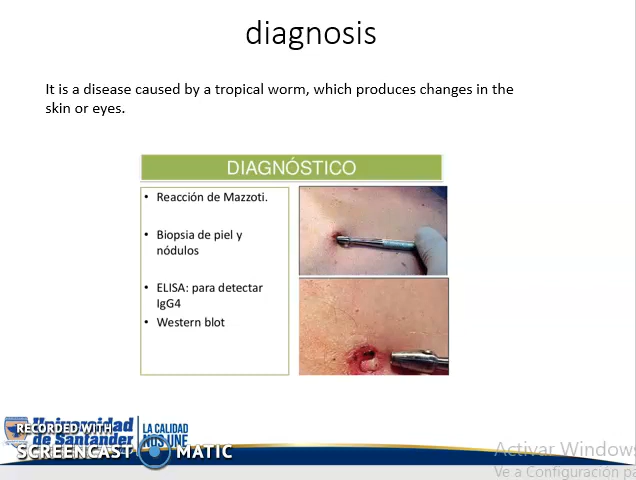 diagnosis
It is a disease caused by a tropical worm, which produces changes in the
skin or eyes.
DIAGNÓSTICO
• Reacción de Mazzoti.
• Biopsia de piel y
nódulos
• ELISA: para detectar
IgG4
• Western blot
Universidad
de Santander
LA CALIDAD
NOS UNE
RECORDED WITH
SCREENCAST MATIC
Activar Windows
Ve a Configuración pa